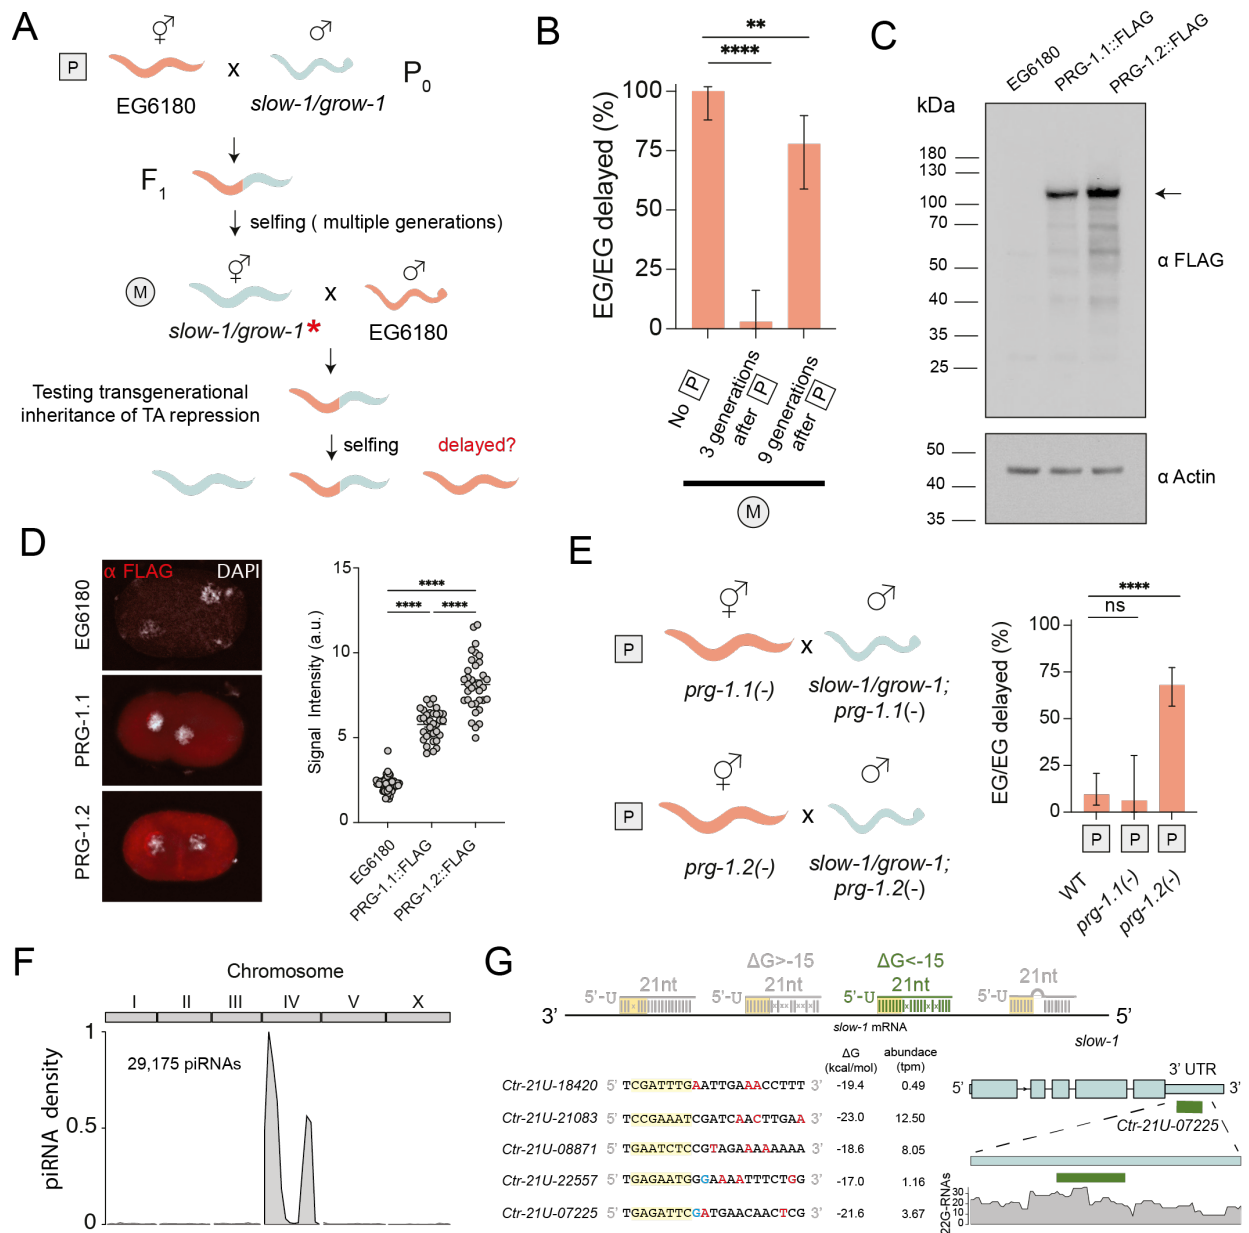 A
P
EG6180
x
slow-1/grow-1
P0
F1
selfing ( multiple generations)
M
slow-1/grow-1*
x
EG6180
Testing transgenerational
inheritance of TA repression
selfing
delayed?
B
**
****
EG/EG delayed (%)
100
75
50
25
0
No P
3 generations
after P
9 generations
after P
M
C
EG6180
PRG-1.1::FLAG
PRG-1.2::FLAG
kDa
180
130
100
70
50
40
35
25
α FLAG
50
40
35
α Actin
D
α FLAG
DAPI
EG6180
PRG-1.1
PRG-1.2
Signal Intensity (a.u.)
15
10
5
0
****
**** ****
EG6180
PRG-1.1::FLAG
PRG-1.2::FLAG
E
P
x
prg-1.1(-)
slow-1/grow-1;
prg-1.1(-)
P
x
prg-1.2(-)
slow-1/grow-1;
prg-1.2(-)
****
ns
EG/EG delayed (%)
100
75
50
25
0
P P P
WT
prg-1.1(-)
prg-1.2(-)
F
Chromosome
I II III IV V X
piRNA density
1
0.5
0
29,175 piRNAs
G
ΔG>-15 ΔG<-15
21nt 21nt 21nt 21nt
5'-U 5'-U 5'-U 5'-U
3' 5'
slow-1 mRNA
slow-1
ΔG
(kcal/mol)
abundace
(tpm)
Ctr-21U-18420 5' TCGATTTGAATTGAAACCTTT 3' -19.4 0.49
Ctr-21U-21083 5' TCCGAAATCGATCAACTTGAA 3' -23.0 12.50
Ctr-21U-08871 5' TGAATCTCCGTAGAAAAAAAA 3' -18.6 8.05
Ctr-21U-22557 5' TGAGAATGGGAAAATTTCTGG 3' -17.0 1.16
Ctr-21U-07225 5' TGAGATTCGATGAACAACTCG 3' -21.6 3.67
3' UTR
5' 3'
Ctr-21U-07225
22G-RNAs
30
20
10
0